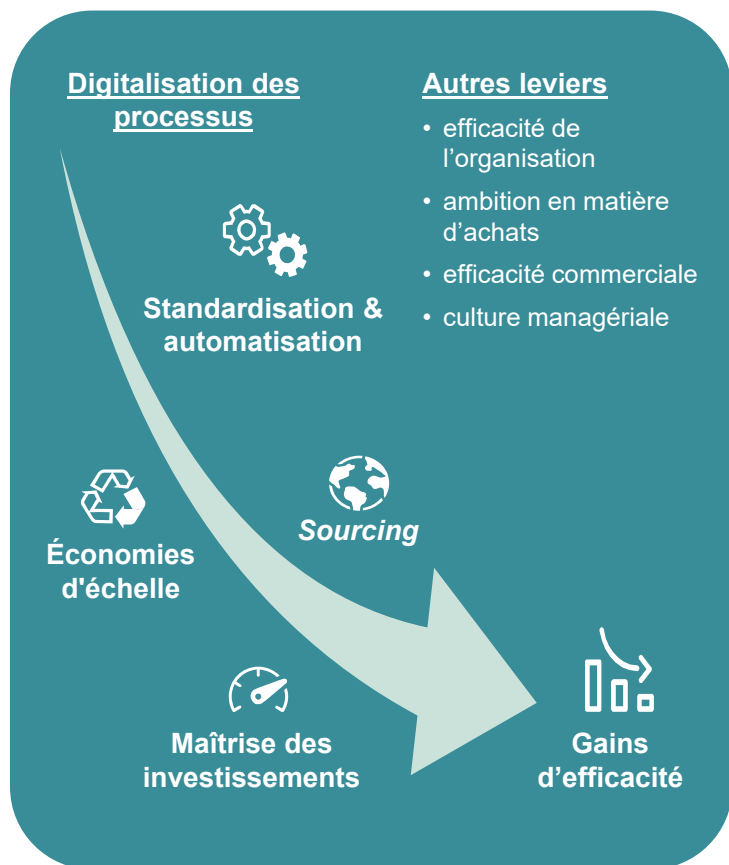 Digitalisation des
processus
Autres leviers
• efficacité de
l’organisation
• ambition en matière
d’achats
• efficacité commerciale
• culture managériale
Standardisation &
automatisation
Sourcing
Économies
d'échelle
Maîtrise des
investissements
Gains
d’efficacité